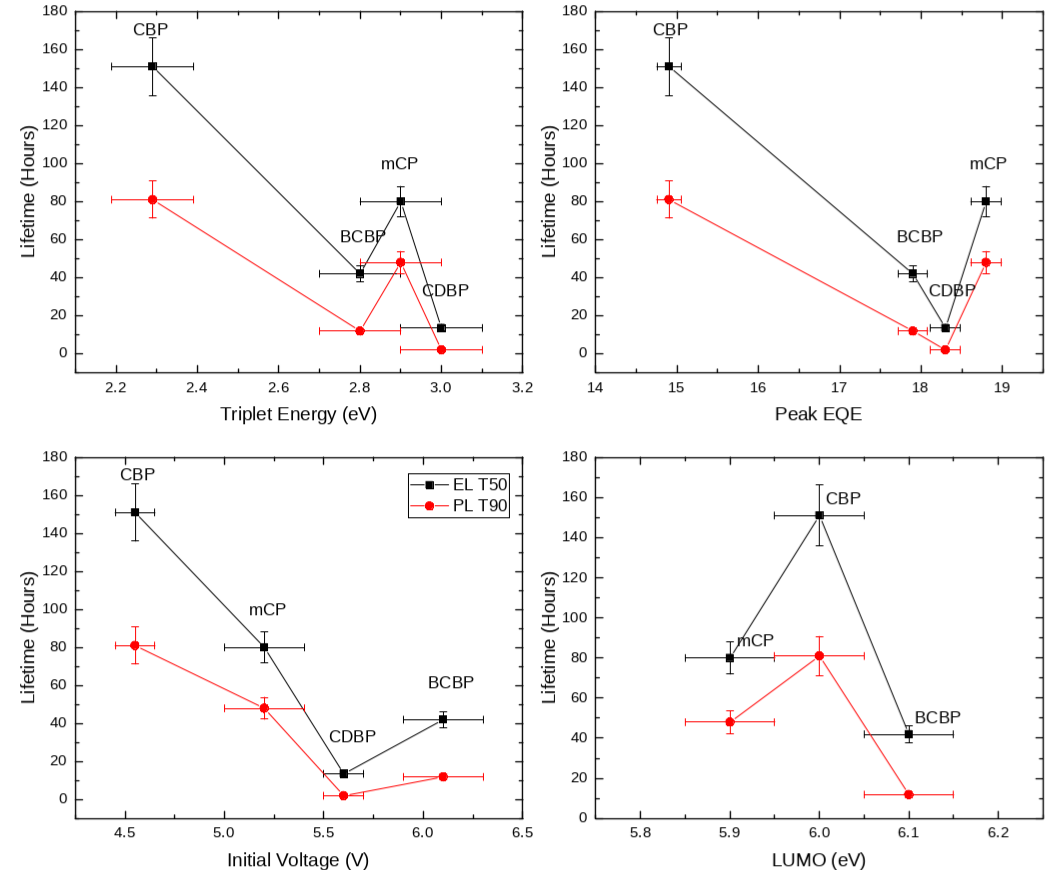 180
160
140
120
100
80
60
40
20
0
Lifetime (Hours)
CBP
mCP
BCBP
CDBP
2.2 2.4 2.6 2.8 3.0 3.2
Triplet Energy (eV)
180
160
140
120
100
80
60
40
20
0
Lifetime (Hours)
CBP
mCP
BCBP
CDBP
14 15 16 17 18 19
Peak EQE
180
160
140
120
100
80
60
40
20
0
Lifetime (Hours)
CBP
EL T50
PL T90
mCP
BCBP
CDBP
4.5 5.0 5.5 6.0 6.5
Initial Voltage (V)
180
160
140
120
100
80
60
40
20
0
Lifetime (Hours)
CBP
mCP
BCBP
5.8 5.9 6.0 6.1 6.2
LUMO (eV)